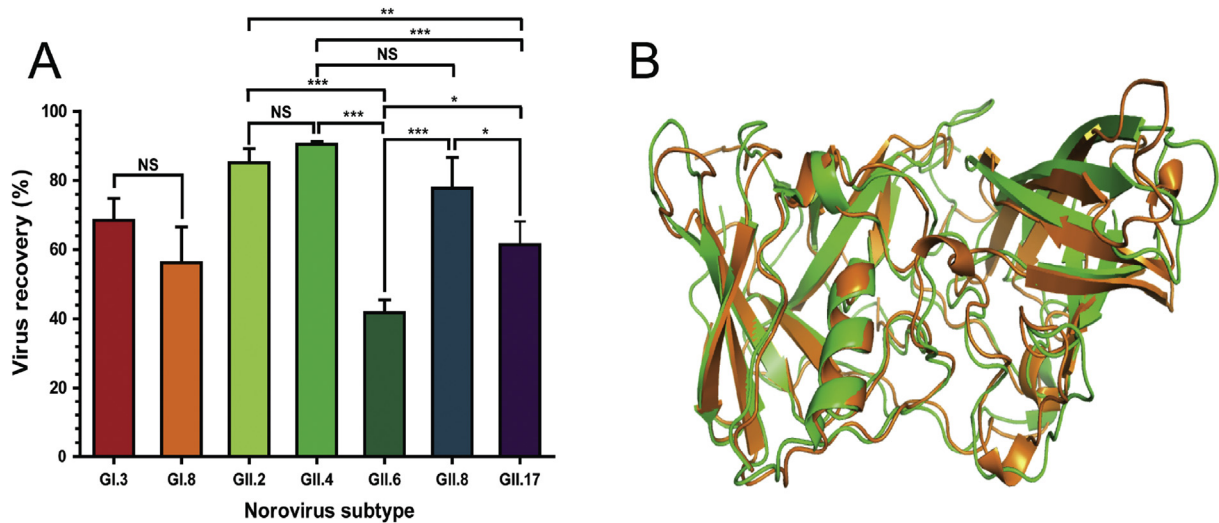 A
B
**
***
NS
***
*
NS
***
***
*
NS
Virus recovery (%)
100
80
60
40
20
0
GI.3 GI.8 GII.2 GII.4 GII.6 GII.8 GII.17
Norovirus subtype